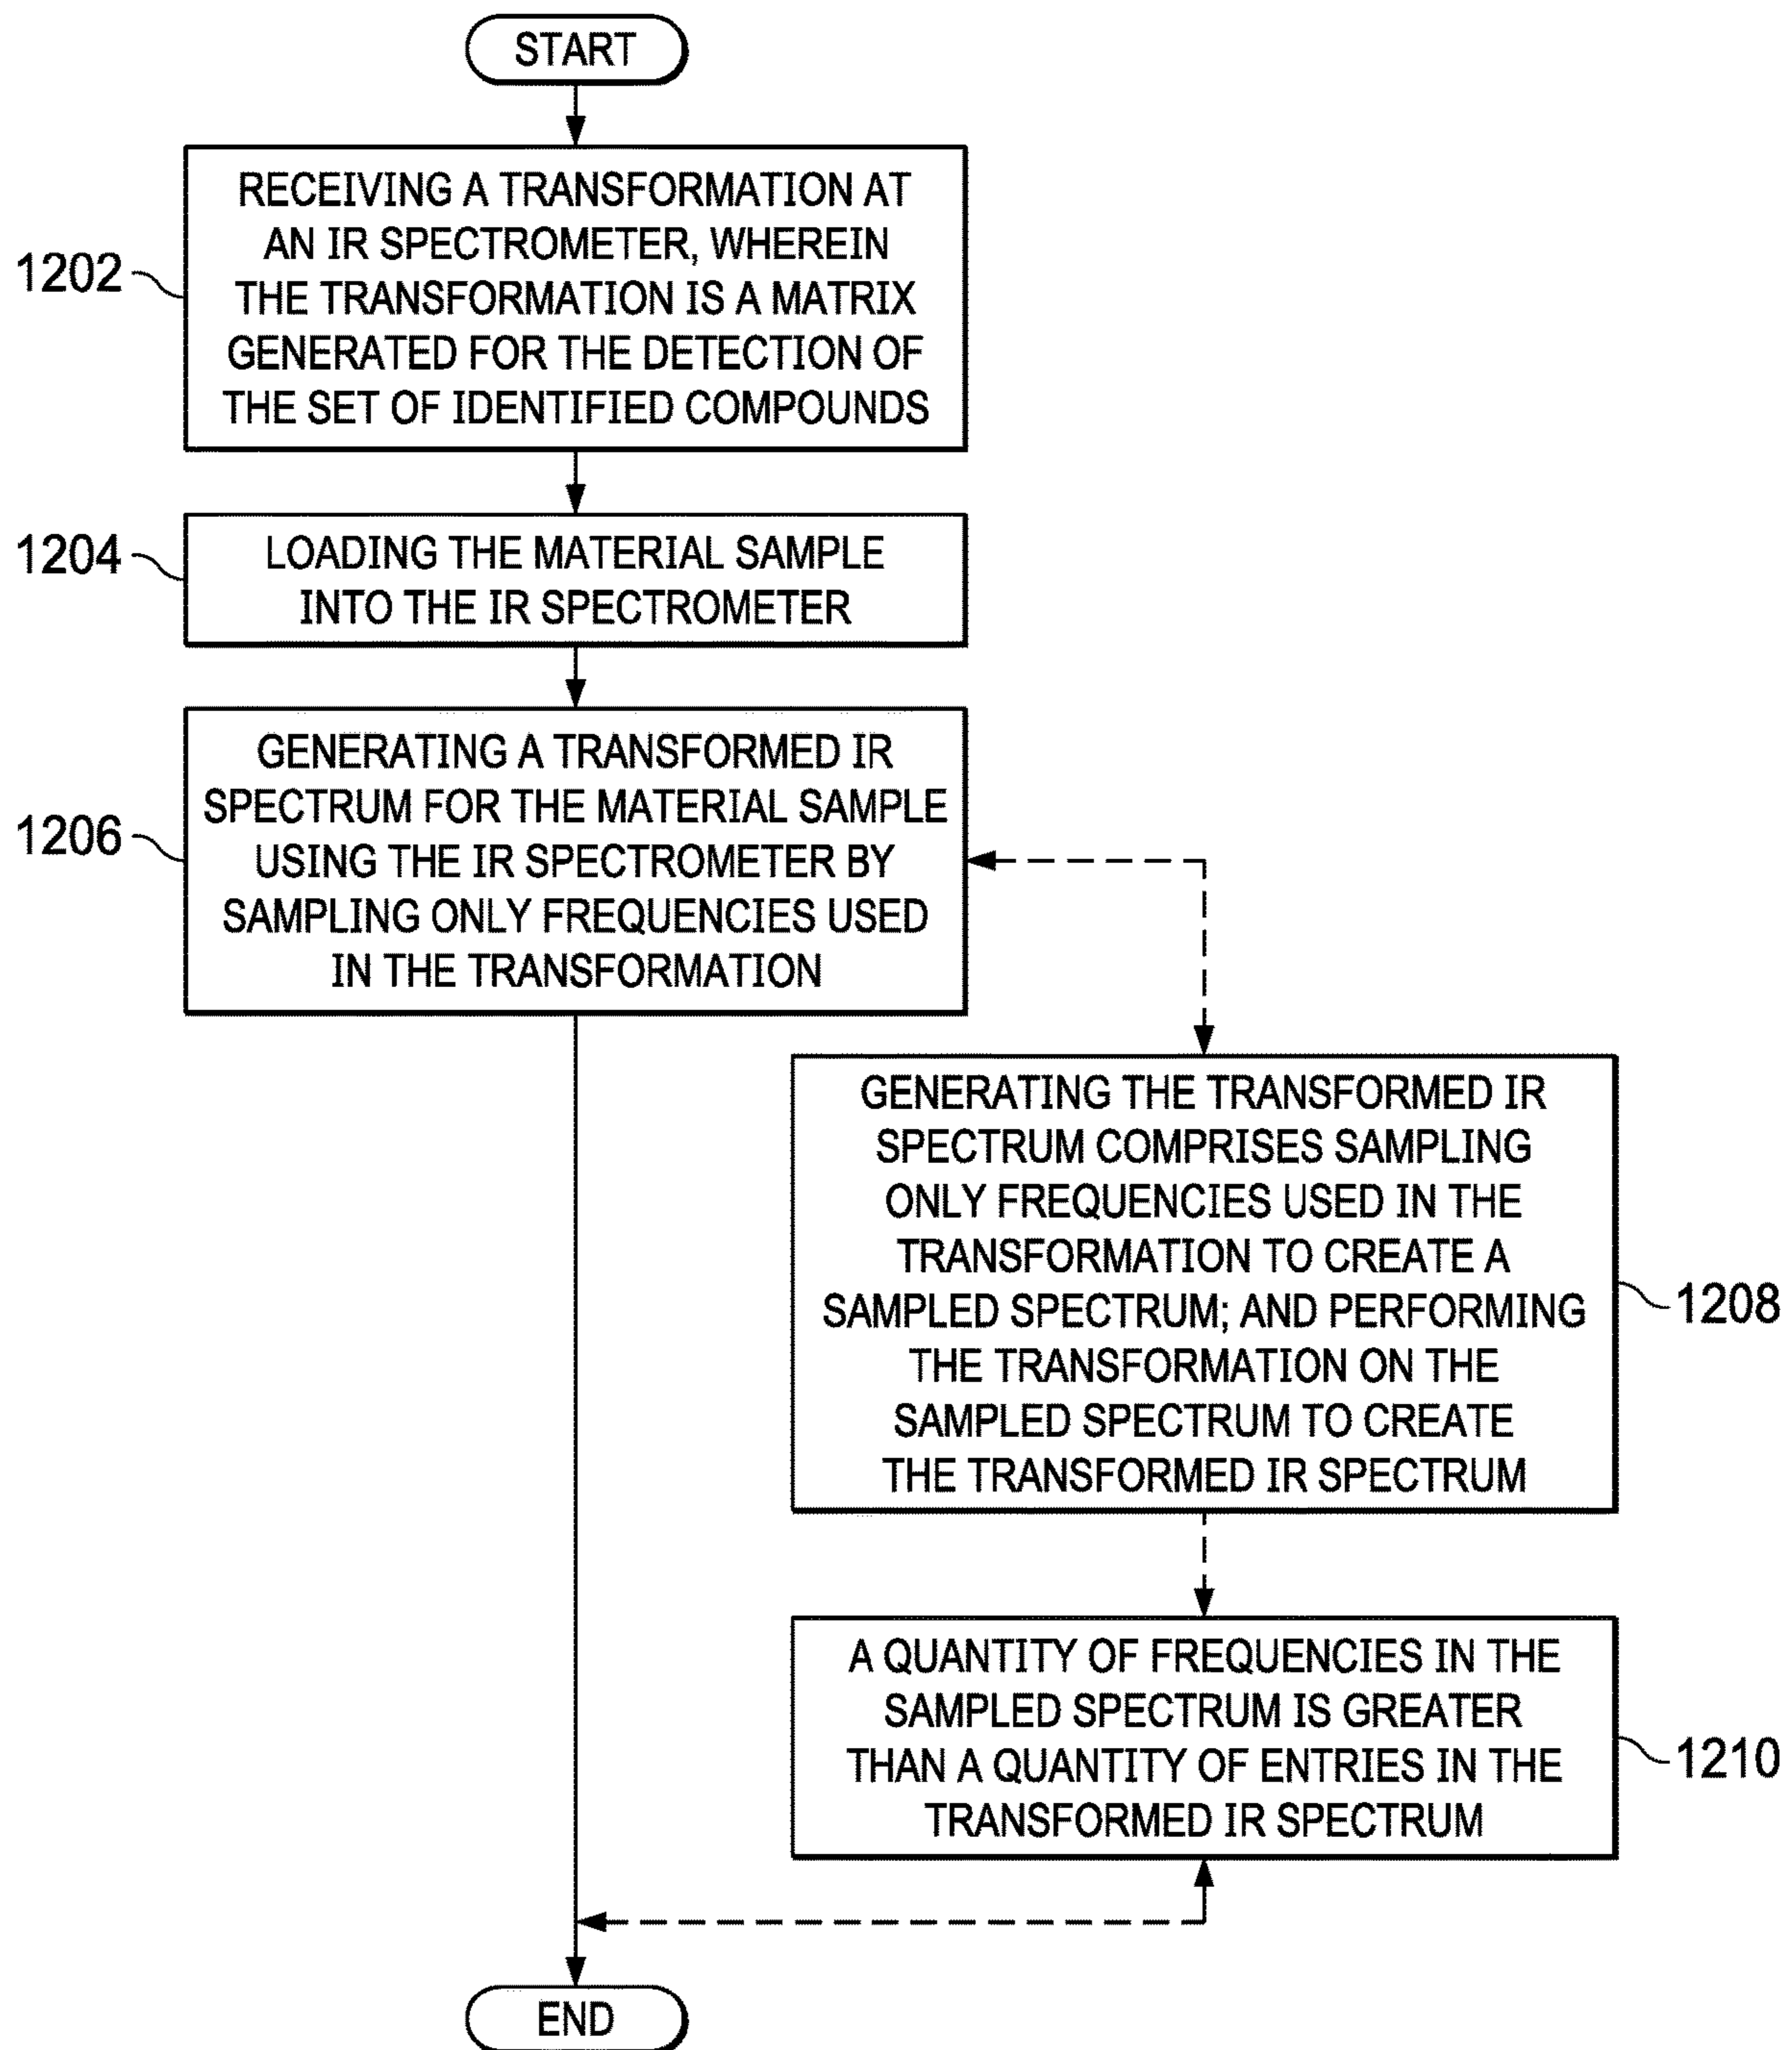 START
1202
RECEIVING A TRANSFORMATION AT
AN IR SPECTROMETER, WHEREIN
THE TRANSFORMATION IS A MATRIX
GENERATED FOR THE DETECTION OF
THE SET OF IDENTIFIED COMPOUNDS
1204
LOADING THE MATERIAL SAMPLE
INTO THE IR SPECTROMETER
1206
GENERATING A TRANSFORMED IR
SPECTRUM FOR THE MATERIAL SAMPLE
USING THE IR SPECTROMETER BY
SAMPLING ONLY FREQUENCIES USED
IN THE TRANSFORMATION
GENERATING THE TRANSFORMED IR
SPECTRUM COMPRISES SAMPLING
ONLY FREQUENCIES USED IN THE
TRANSFORMATION TO CREATE A
SAMPLED SPECTRUM; AND PERFORMING
THE TRANSFORMATION ON THE
SAMPLED SPECTRUM TO CREATE
THE TRANSFORMED IR SPECTRUM
1208
A QUANTITY OF FREQUENCIES IN THE
SAMPLED SPECTRUM IS GREATER
THAN A QUANTITY OF ENTRIES IN THE
TRANSFORMED IR SPECTRUM
1210
END